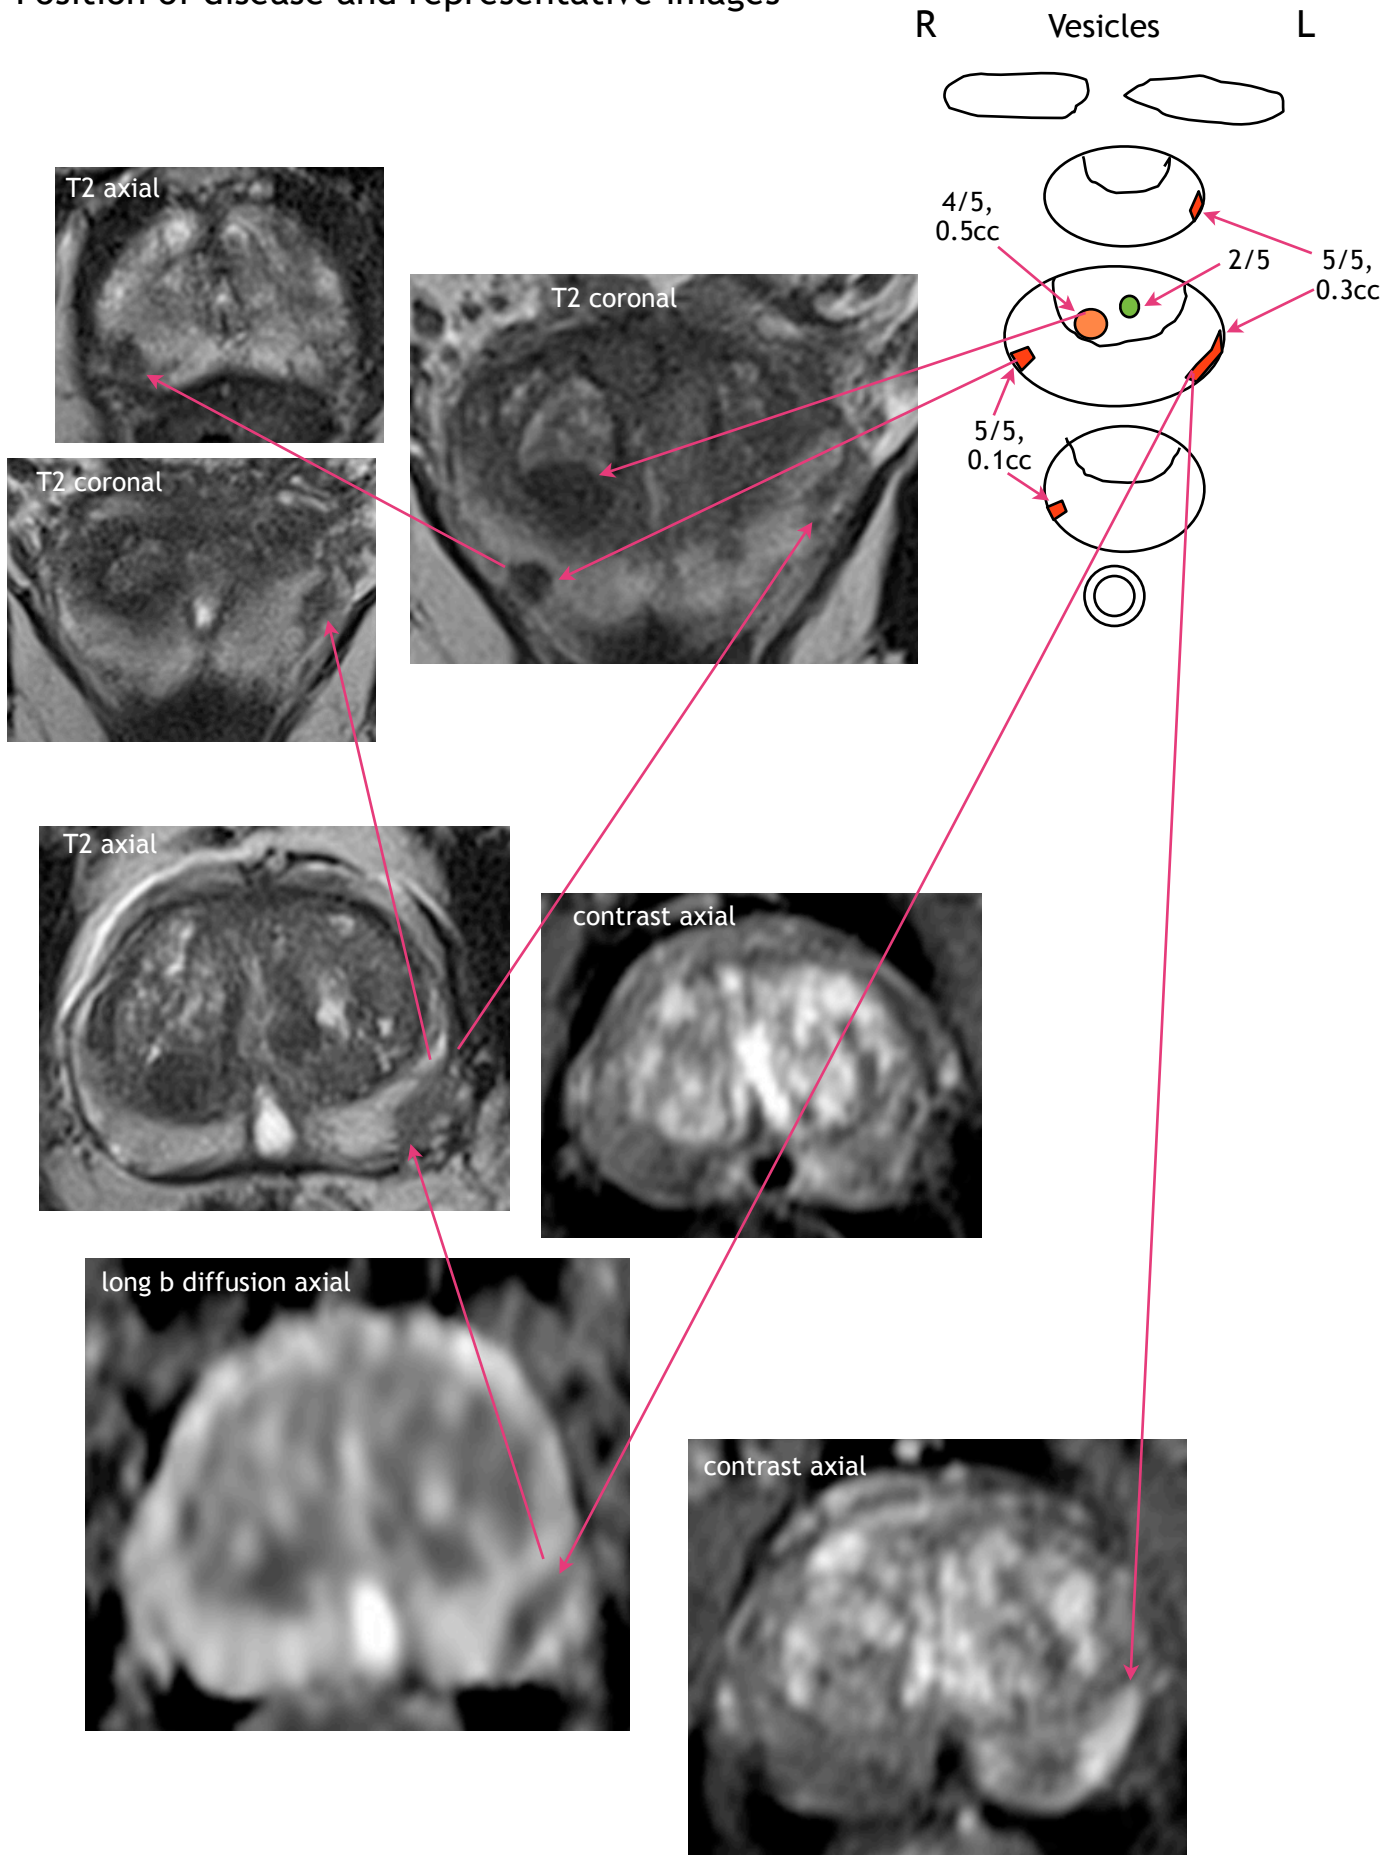 Position of disease and representative images
R Vesicles L
T2 axial
4/5,
0.5cc
2/5
5/5,
0.3cc
T2 coronal
5/5,
0.1cc
T2 coronal
T2 axial
contrast axial
long b diffusion axial
contrast axial